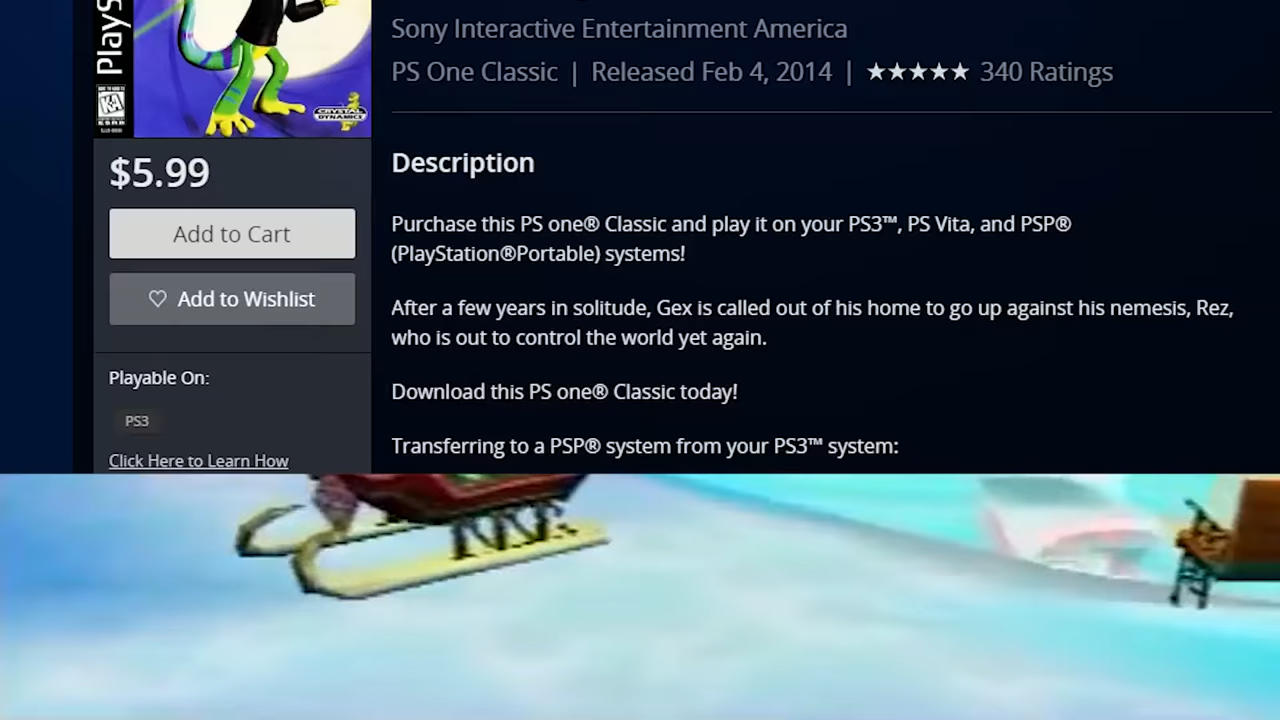 PlayS
K-A
CRYSTAL
DYNAMICS
Sony Interactive Entertainment America
PS One Classic | Released Feb 4, 2014 | ★★★★★ 340 Ratings
$5.99
Add to Cart
♡ Add to Wishlist
Playable On:
PS3
Click Here to Learn How
Description
Purchase this PS one® Classic and play it on your PS3™, PS Vita, and PSP®
(PlayStation®Portable) systems!
After a few years in solitude, Gex is called out of his home to go up against his nemesis, Rez,
who is out to control the world yet again.
Download this PS one® Classic today!
Transferring to a PSP® system from your PS3™ system: